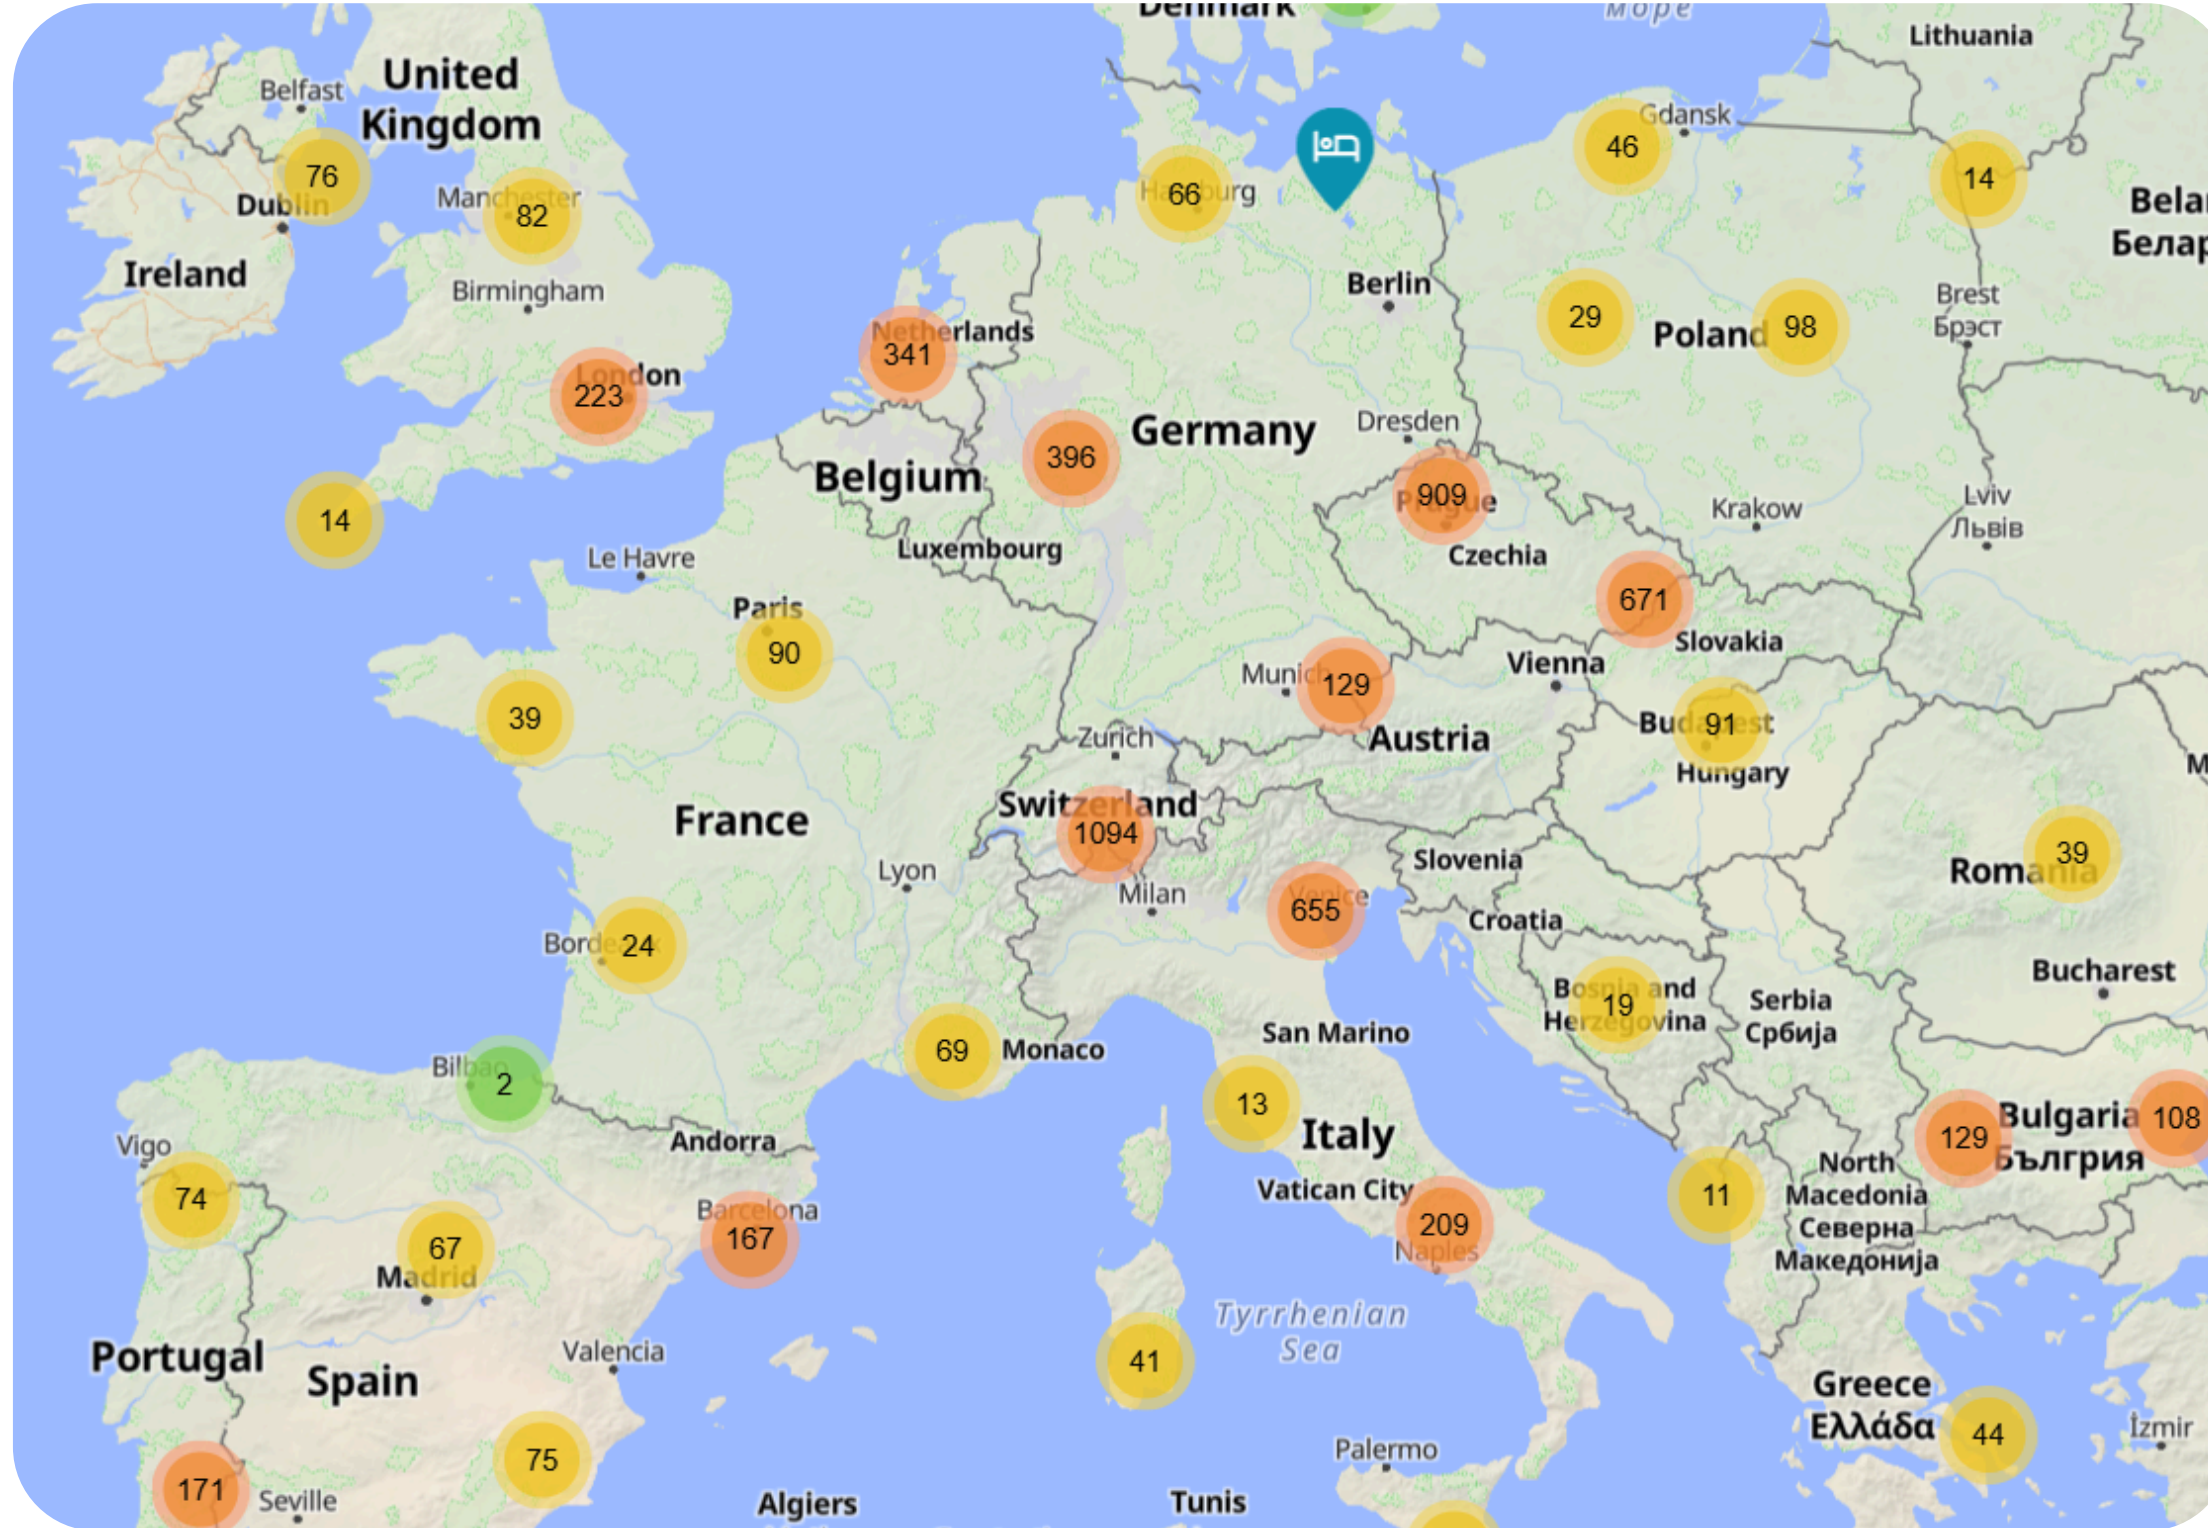 Denmark
море
Lithuania
United
Kingdom
Belfast
Gdansk
46
76
Manchester
Hamburg
66
14
Dublin
82
Ireland
Birmingham
Berlin
Brest
Брэст
Netherlands
341
29
Poland
98
London
223
Germany
Dresden
396
Belgium
909
Prague
Krakow
Lviv
Львів
14
Le Havre
Luxembourg
Czechia
Paris
671
Slovakia
90
Munich
129
Vienna
39
Zurich
Austria
Budapest
91
Hungary
Switzerland
1094
France
Slovenia
39
Romania
Lyon
Milan
Venice
655
Croatia
Bordeaux
24
Bucharest
Bosnia and
Herzegovina
19
Serbia
Србија
San Marino
69
Monaco
Bilbao
2
13
Italy
Bulgaria
108
129
Бългрия
Andorra
Vigo
74
Vatican City
11
North
Macedonia
Северна
Македонија
Barcelona
167
209
Naples
67
Madrid
Tyrrhenian
Sea
Portugal
Valencia
Spain
41
Greece
Ελλάδα
44
İzmir
75
Palermo
171
Seville
Algiers
Tunis